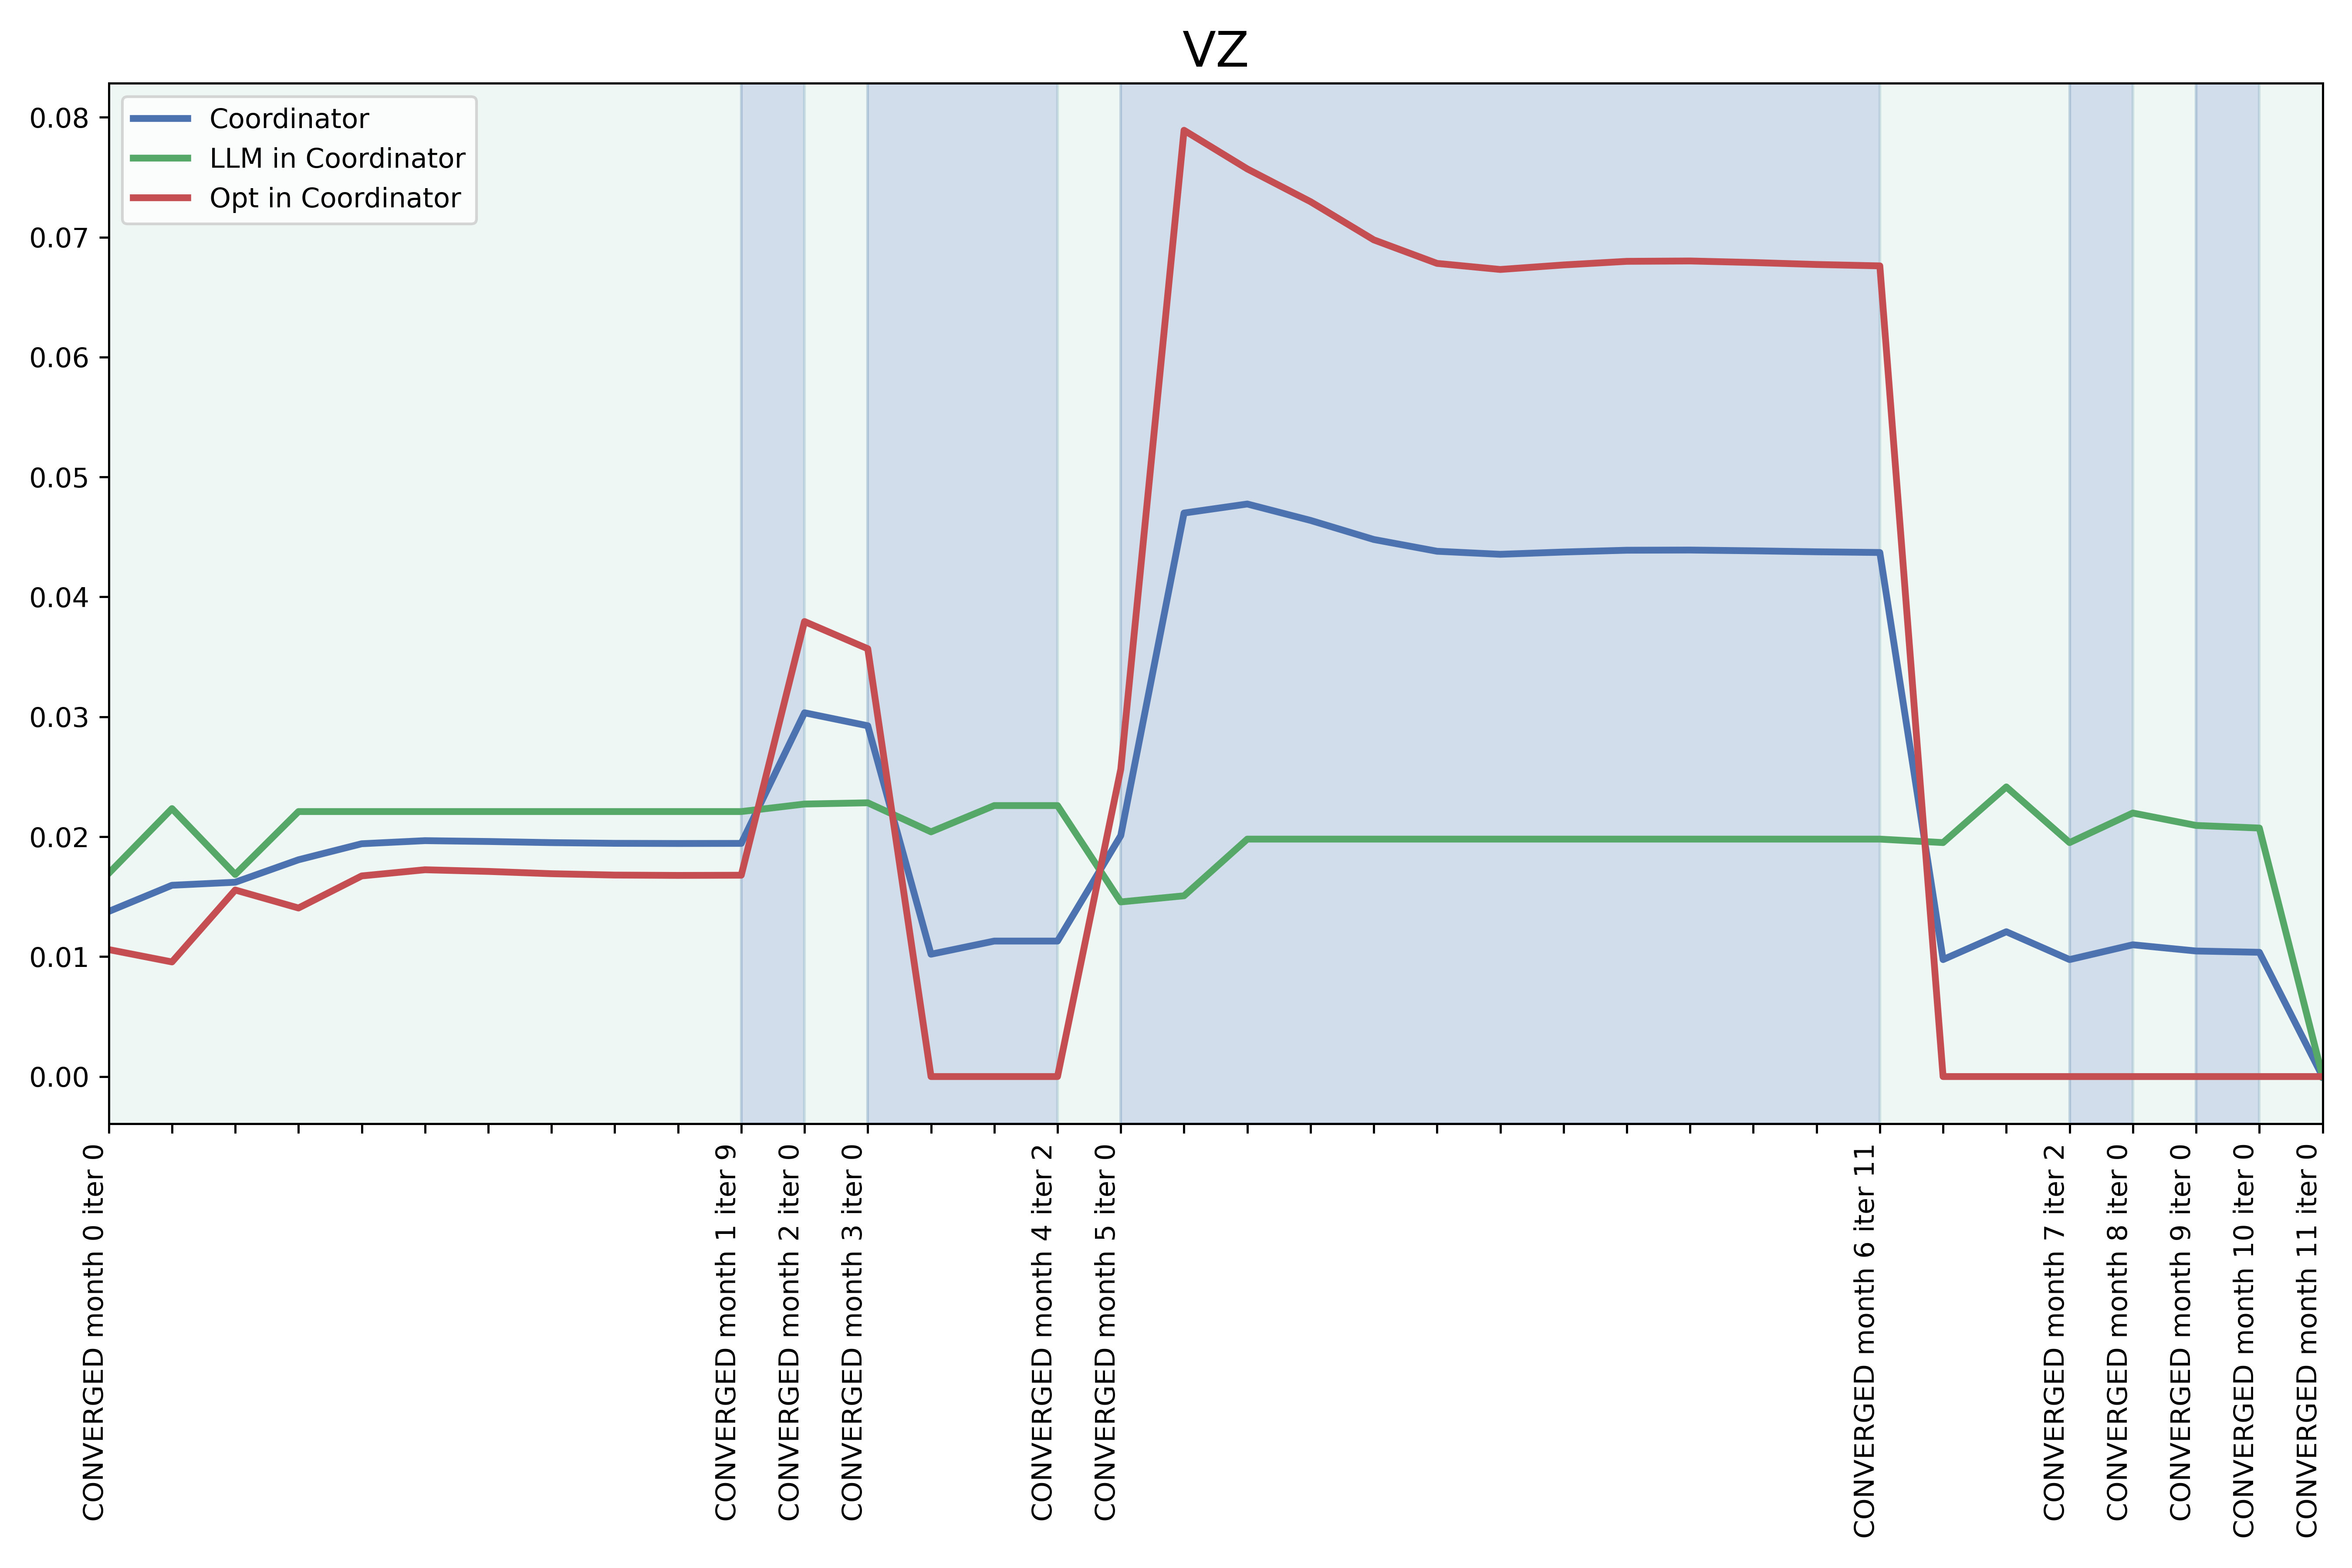 VZ
Coordinator
LLM in Coordinator
Opt in Coordinator
0.08
0.07
0.06
0.05
0.04
0.03
0.02
0.01
0.00
CONVERGED month 0 iter 0
CONVERGED month 1 iter 9
CONVERGED month 2 iter 0
CONVERGED month 3 iter 0
CONVERGED month 4 iter 2
CONVERGED month 5 iter 0
CONVERGED month 6 iter 11
CONVERGED month 7 iter 2
CONVERGED month 8 iter 0
CONVERGED month 9 iter 0
CONVERGED month 10 iter 0
CONVERGED month 11 iter 0